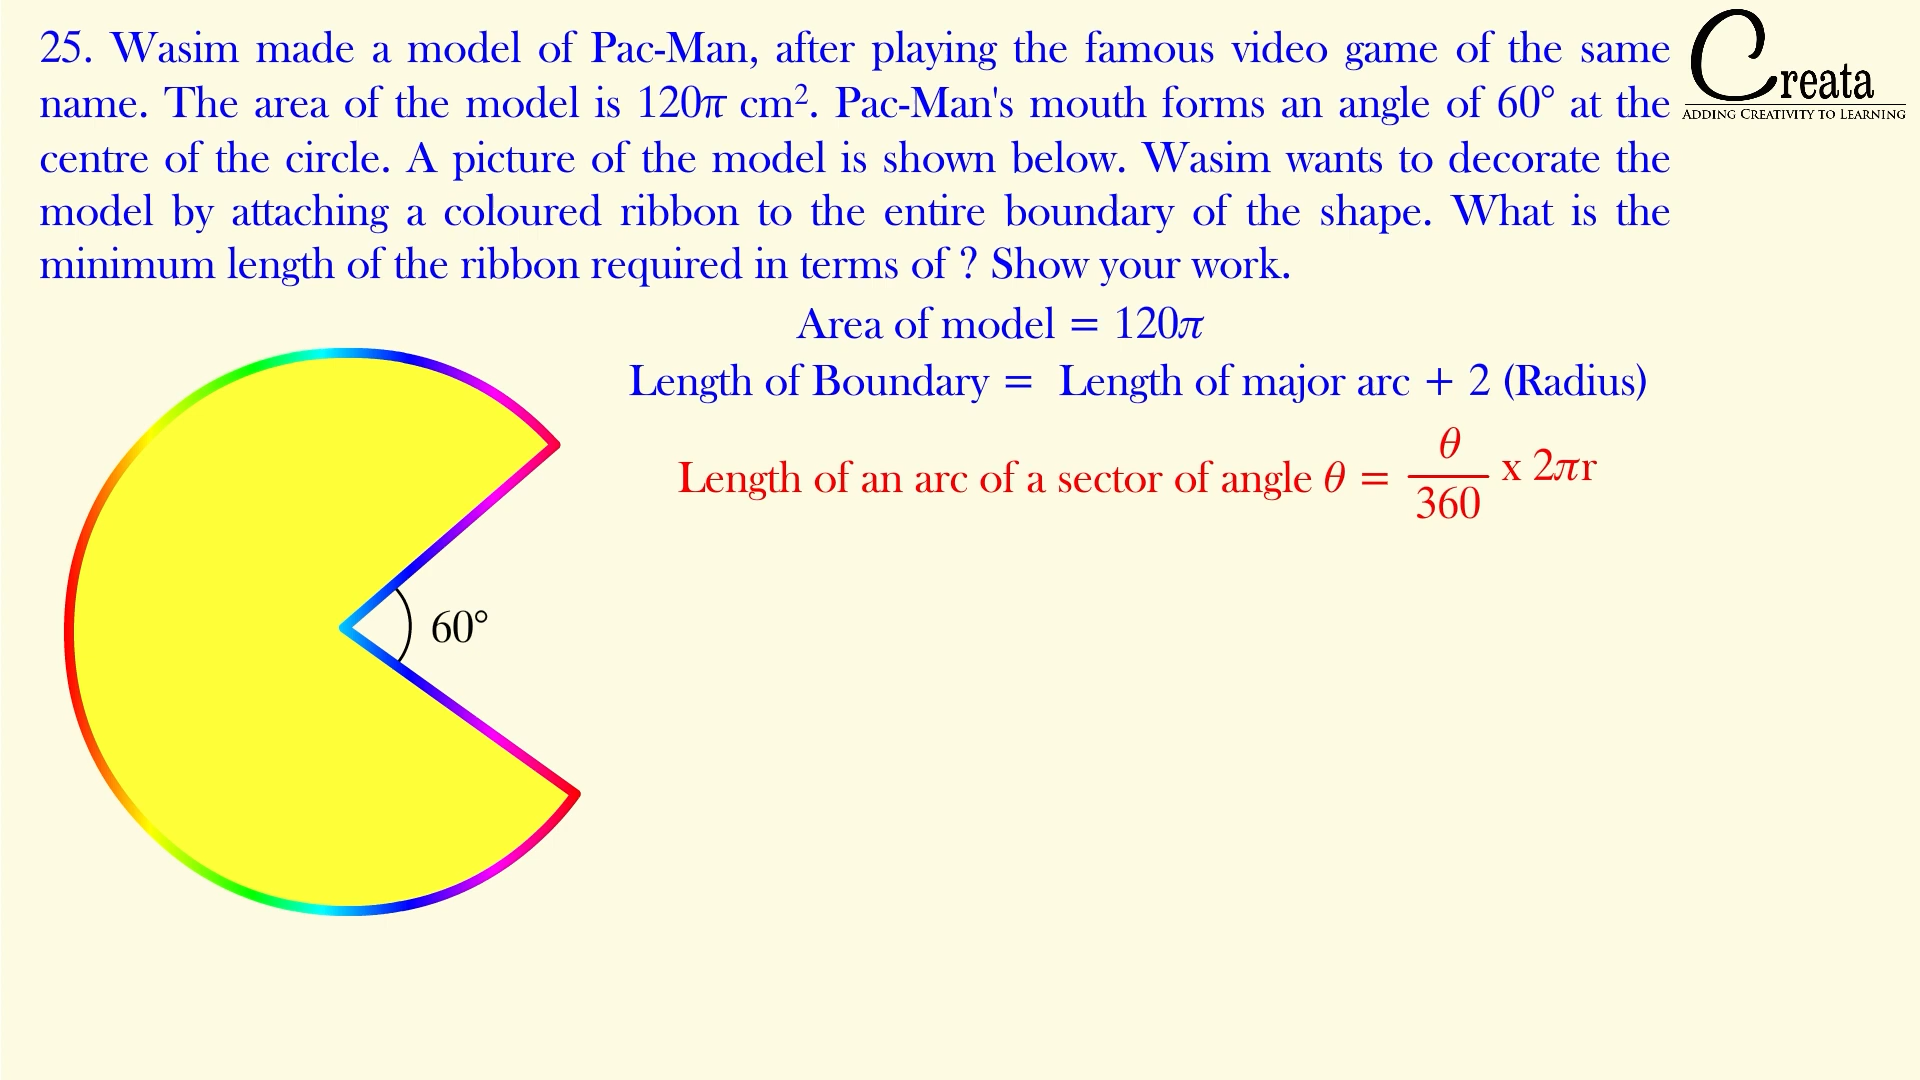 25. Wasim made a model of Pac-Man, after playing the famous video game of the same
name. The area of the model is 120π cm². Pac-Man's mouth forms an angle of 60° at the
centre of the circle. A picture of the model is shown below. Wasim wants to decorate the
model by attaching a coloured ribbon to the entire boundary of the shape. What is the
minimum length of the ribbon required in terms of ? Show your work.
Creata
ADDING CREATIVITY TO LEARNING
Area of model = 120π
Length of Boundary = Length of major arc + 2 (Radius)
Length of an arc of a sector of angle θ = θ/360 x 2πr
60°